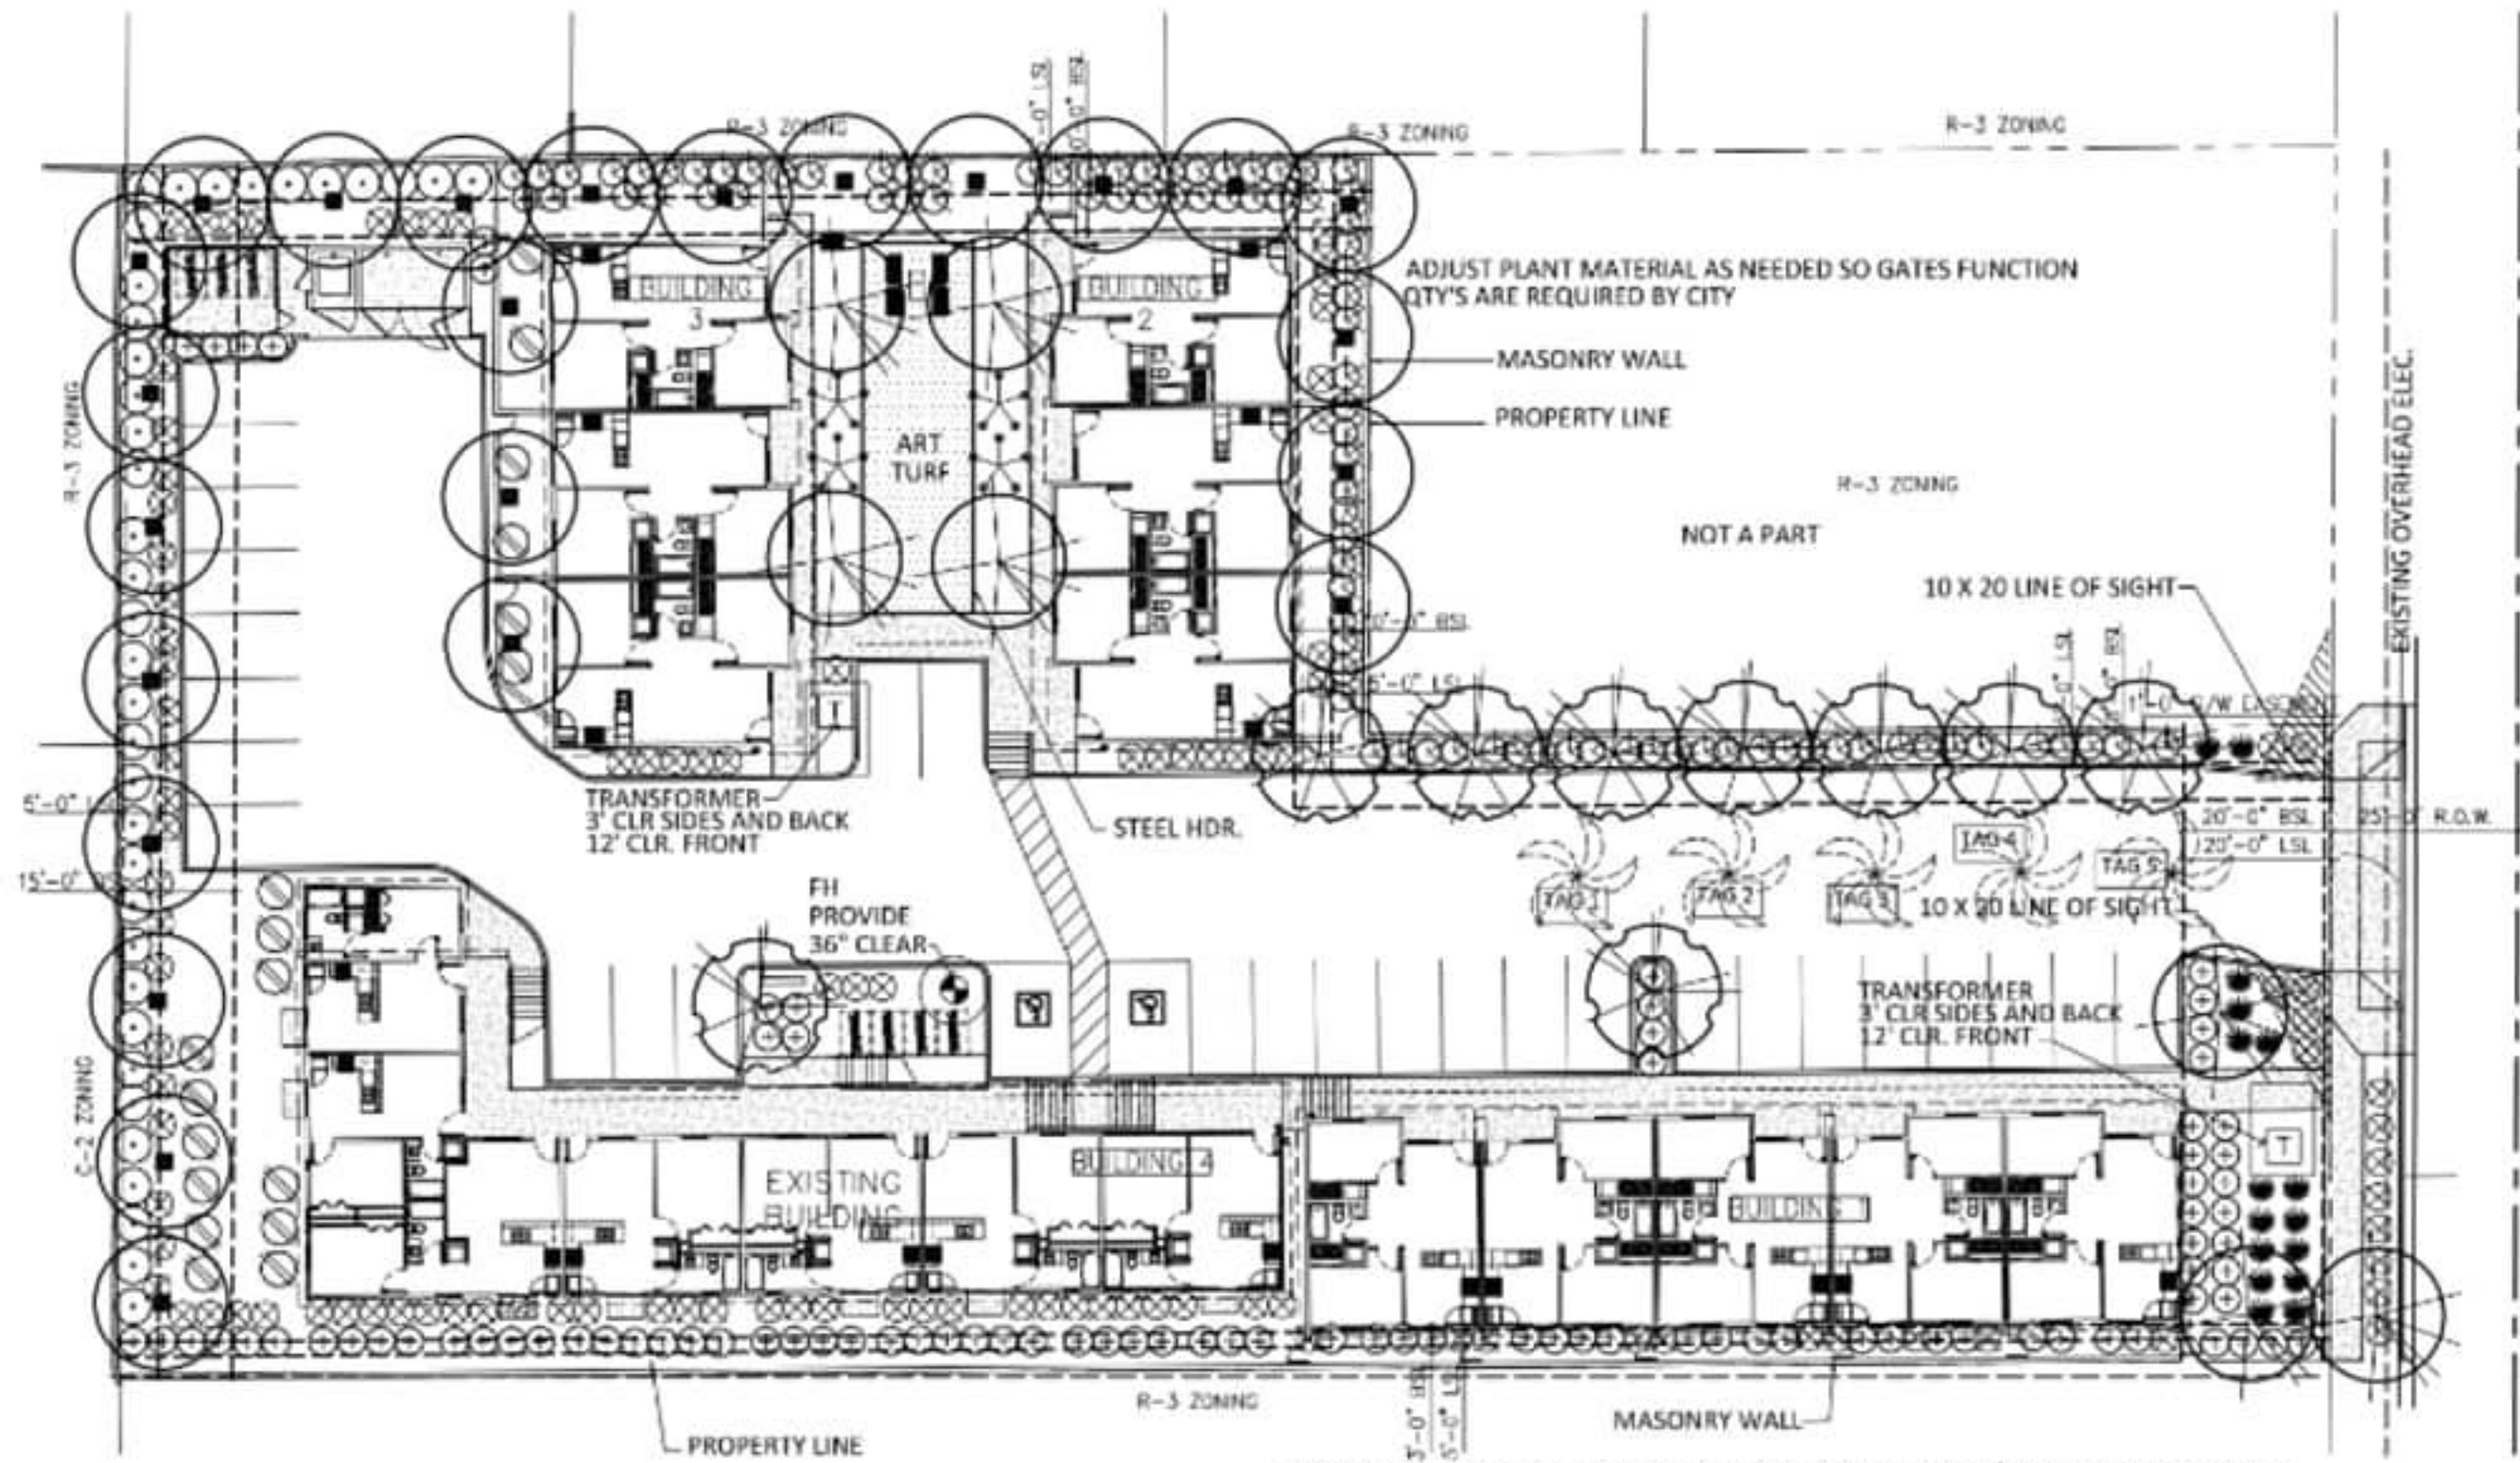 R-3 ZONING
R-3 ZONING
R-3 ZONING
ADJUST PLANT MATERIAL AS NEEDED SO GATES FUNCTION
QTY'S ARE REQUIRED BY CITY
BUILDING
3
BUILDING
2
MASONRY WALL
PROPERTY LINE
R-3 ZONING
ART
TURF
R-3 ZONING
NOT A PART
EXISTING OVERHEAD ELEC.
10 X 20 LINE OF SIGHT
T
TRANSFORMER
3' CLR SIDES AND BACK
12' CLR. FRONT
STEEL HDR.
20'-0" BSL
20'-0" LSL
R.O.W.
TAG 1
TAG 2
TAG 3
TAG 4
TAG 5
10 X 20 LINE OF SIGHT
FH
PROVIDE
36" CLEAR
TRANSFORMER
3' CLR SIDES AND BACK
12' CLR. FRONT
C-2 ZONING
T
EXISTING
BUILDING
BUILDING 4
BUILDING 1
R-3 ZONING
MASONRY WALL
PROPERTY LINE